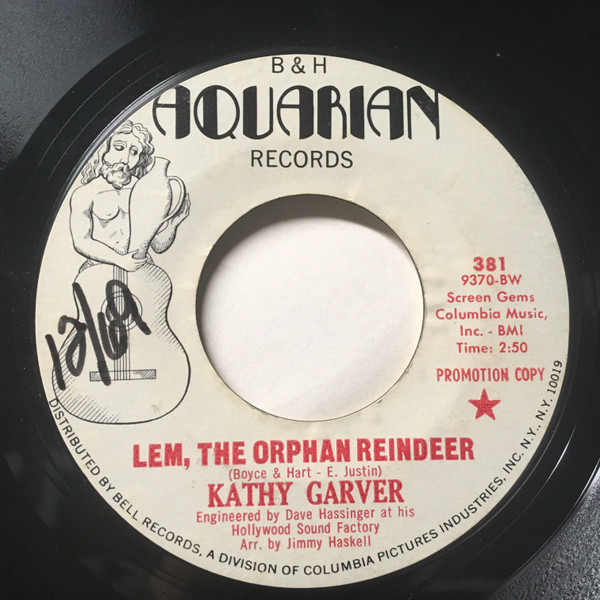 B & H
AQUARIAN
RECORDS
12/69
381
9370-BW
Screen Gems
Columbia Music,
Inc. - BMI
Time: 2:50
PROMOTION COPY
LEM, THE ORPHAN REINDEER
(Boyce & Hart - E. Justin)
KATHY GARVER
Engineered by Dave Hassinger at his
Hollywood Sound Factory
Arr. by Jimmy Haskell
DISTRIBUTED BY BELL RECORDS, A DIVISION OF COLUMBIA PICTURES INDUSTRIES, INC. N.Y., N.Y. 10019